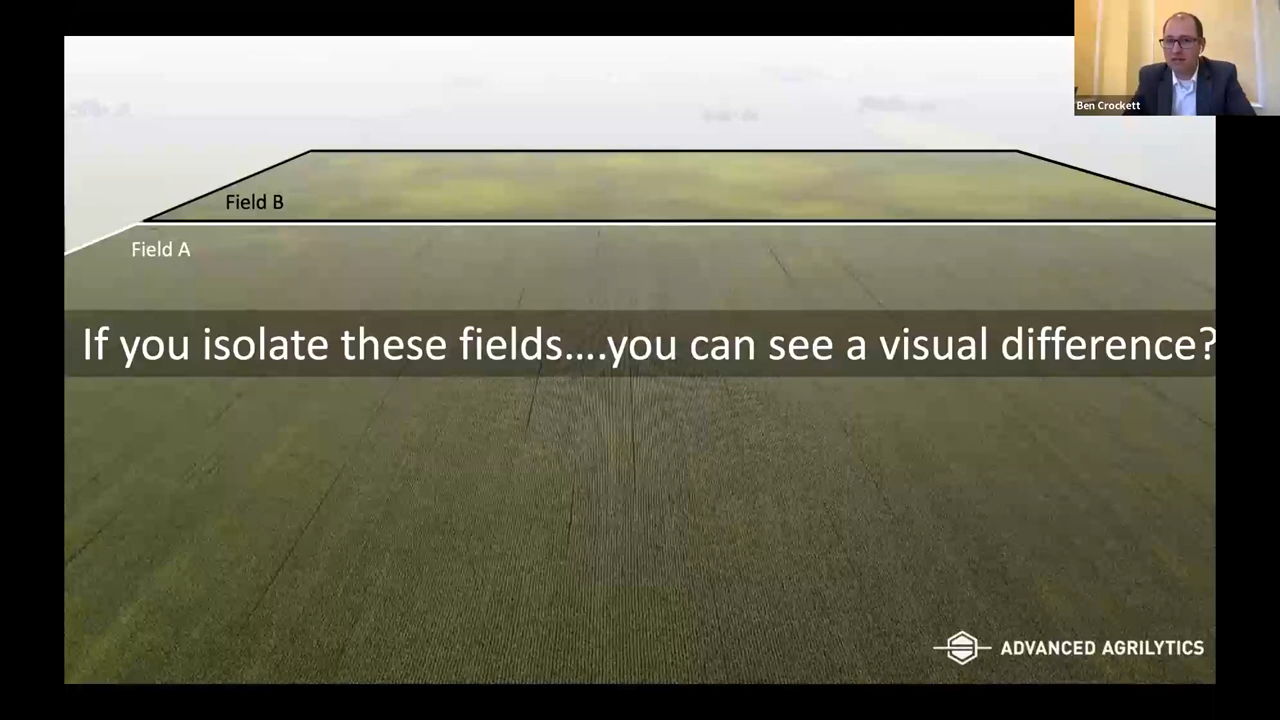 Ben Crockett
Field B
Field A
If you isolate these fields....you can see a visual difference?
ADVANCED AGRILYTICS